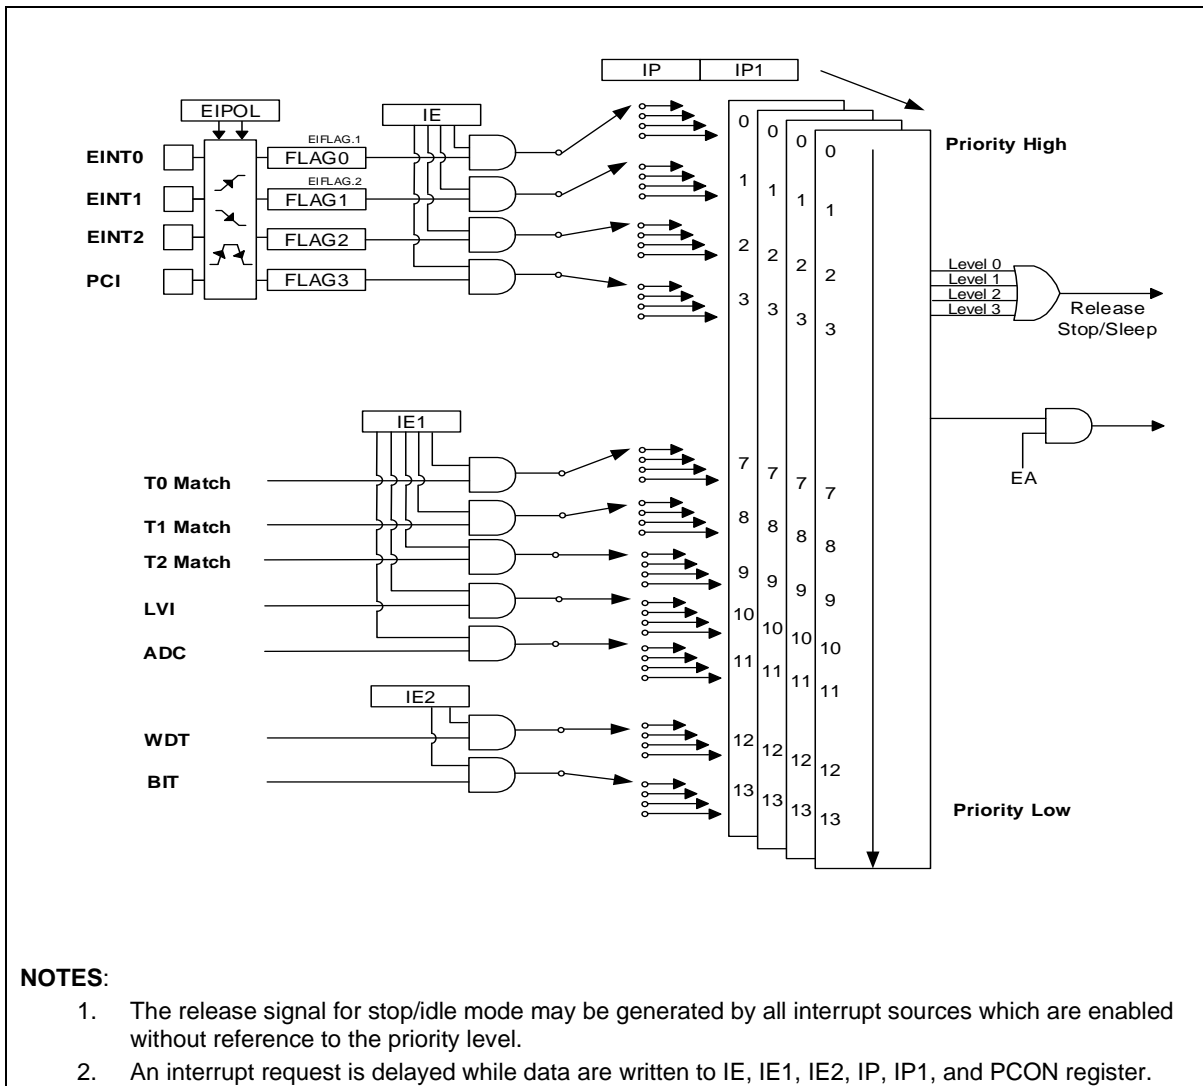 IP IP1
EIPOL
IE
EINT0
EIFLAG.1
FLAG0
EINT1
EIFLAG.2
FLAG1
EINT2
FLAG2
PCI
FLAG3
0 0 0 0
1 1 1 1
2 2 2 2
3 3 3 3
Priority High
Level 0
Level 1
Level 2
Level 3
Release
Stop/Sleep
EA
IE1
T0 Match
T1 Match
T2 Match
LVI
ADC
7 7 7 7
8 8 8 8
9 9 9 9
10 10 10 10
11 11 11 11
IE2
WDT
BIT
12 12 12 12
13 13 13 13
Priority Low
NOTES:
1. The release signal for stop/idle mode may be generated by all interrupt sources which are enabled
without reference to the priority level.
2. An interrupt request is delayed while data are written to IE, IE1, IE2, IP, IP1, and PCON register.